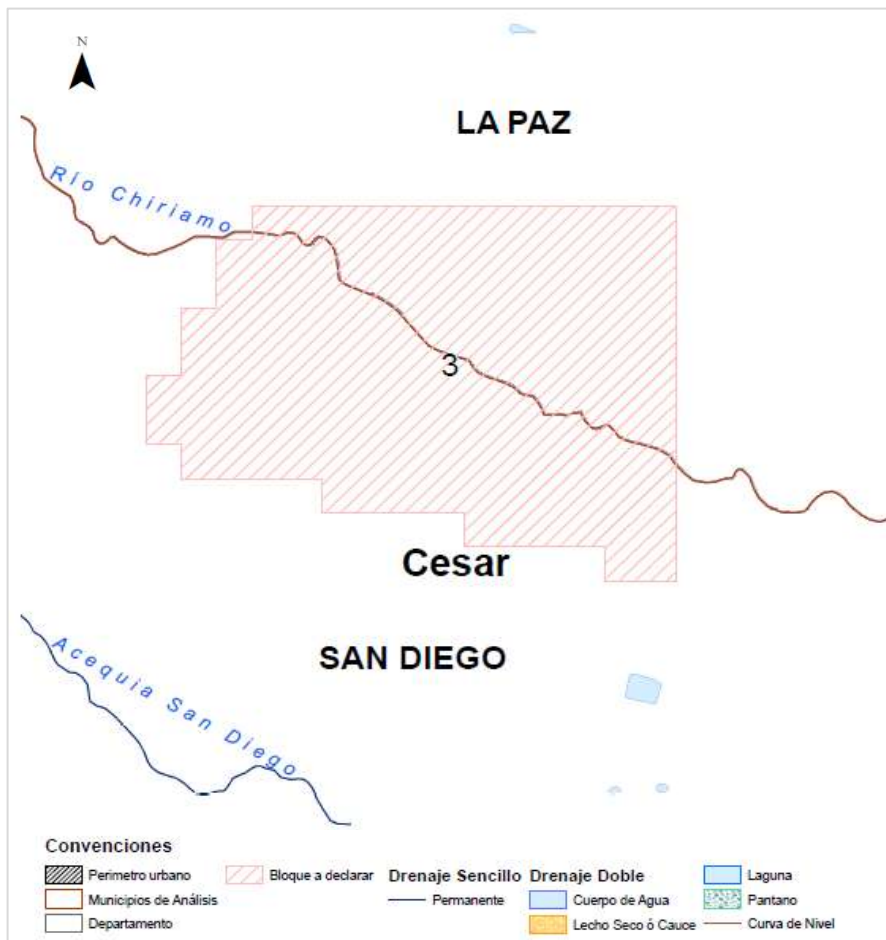 N
LA PAZ
Río Chiriamo
3
Cesar
SAN DIEGO
Acequia San Diego
Convenciones
Perimetro urbano
Municipios de Análisis
Departamento
Bloque a declarar
Drenaje Sencillo
Permanente
Drenaje Doble
Cuerpo de Agua
Lecho Seco ó Cauce
Laguna
Pantano
Curva de Nivel